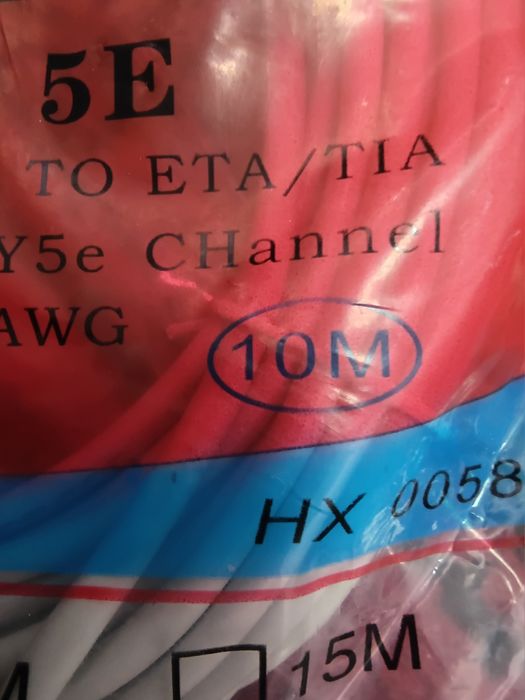 5E
TO ETA/TIA
Y5e CHannel
AWG
10M
HX 0058
M
15M